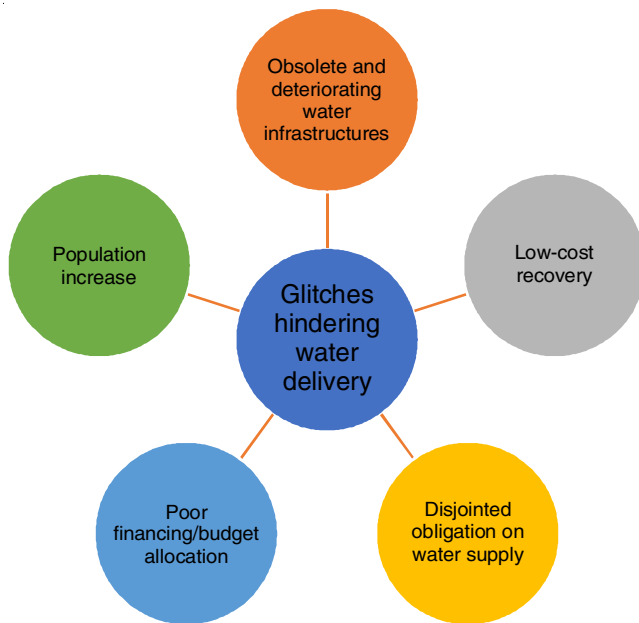 Obsolete and
deteriorating
water
infrastructures
Population
increase
Low-cost
recovery
Glitches
hindering
water
delivery
Poor
financing/budget
allocation
Disjointed
obligation on
water supply